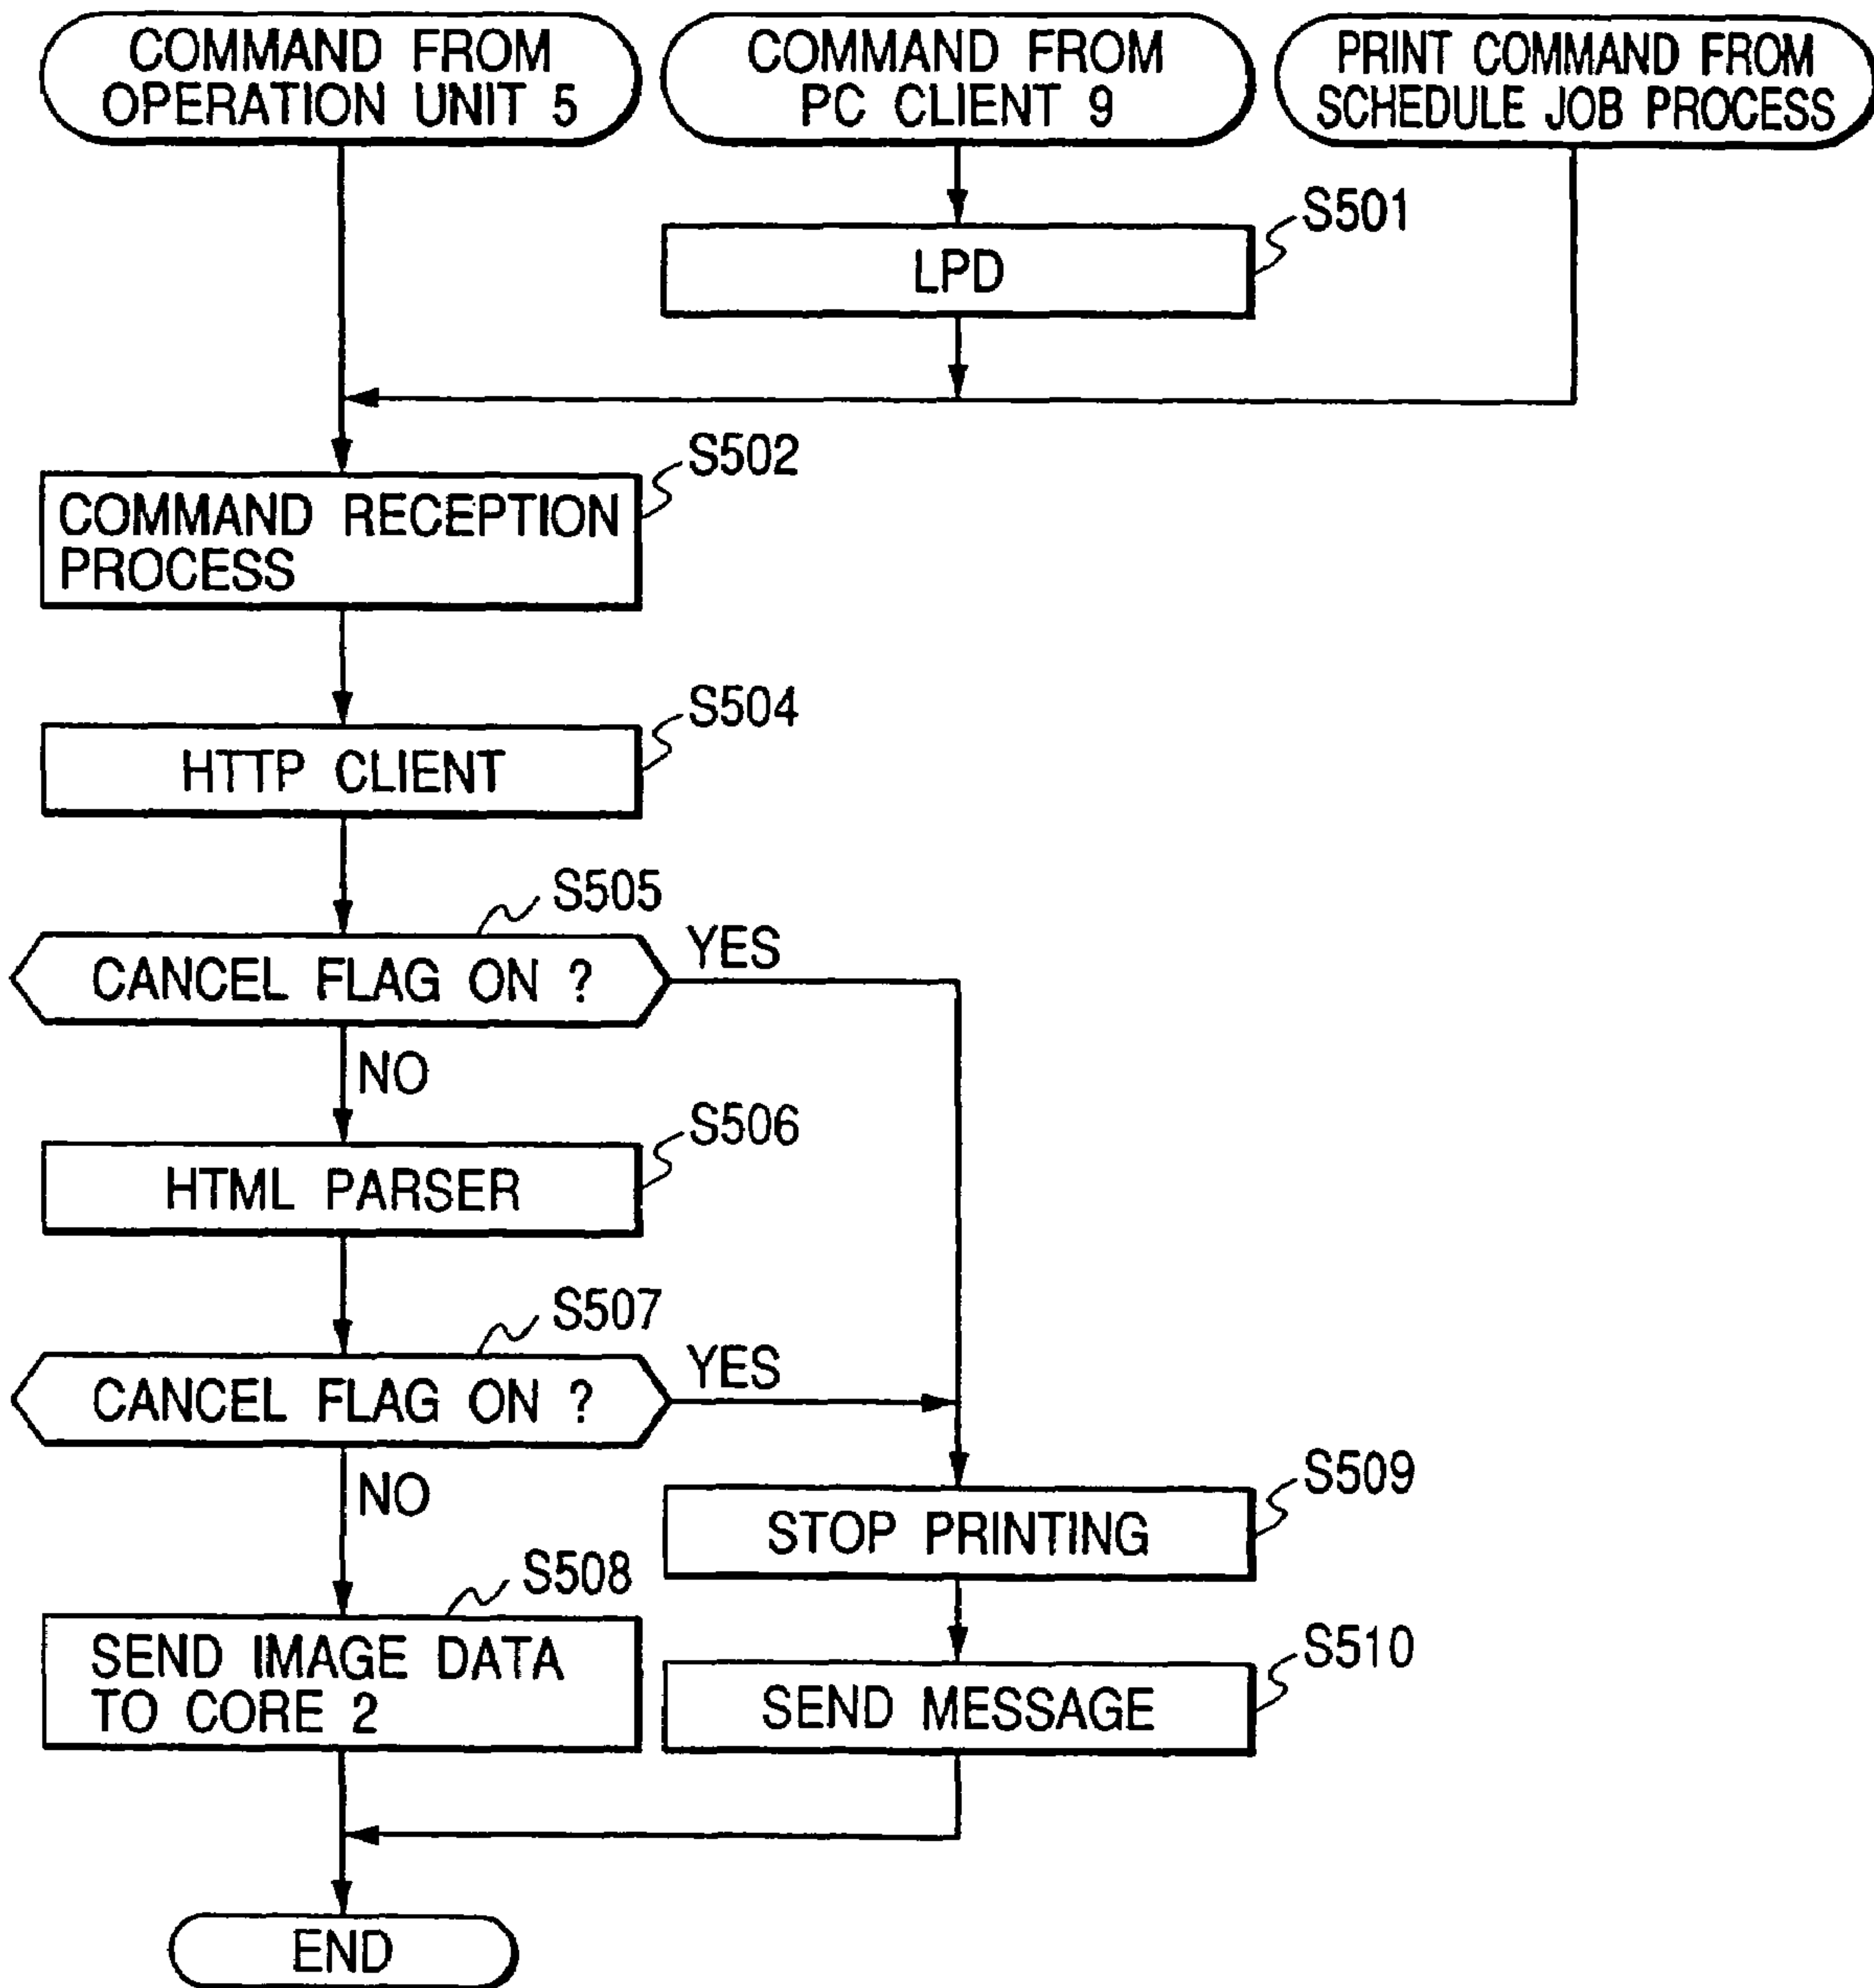 COMMAND FROM
OPERATION UNIT 5
COMMAND FROM
PC CLIENT 9
PRINT COMMAND FROM
SCHEDULE JOB PROCESS
S501
LPD
S502
COMMAND RECEPTION
PROCESS
S504
HTTP CLIENT
S505
CANCEL FLAG ON ?
YES
NO
S506
HTML PARSER
S507
CANCEL FLAG ON ?
YES
NO
S509
STOP PRINTING
S508
SEND IMAGE DATA
TO CORE 2
S510
SEND MESSAGE
END